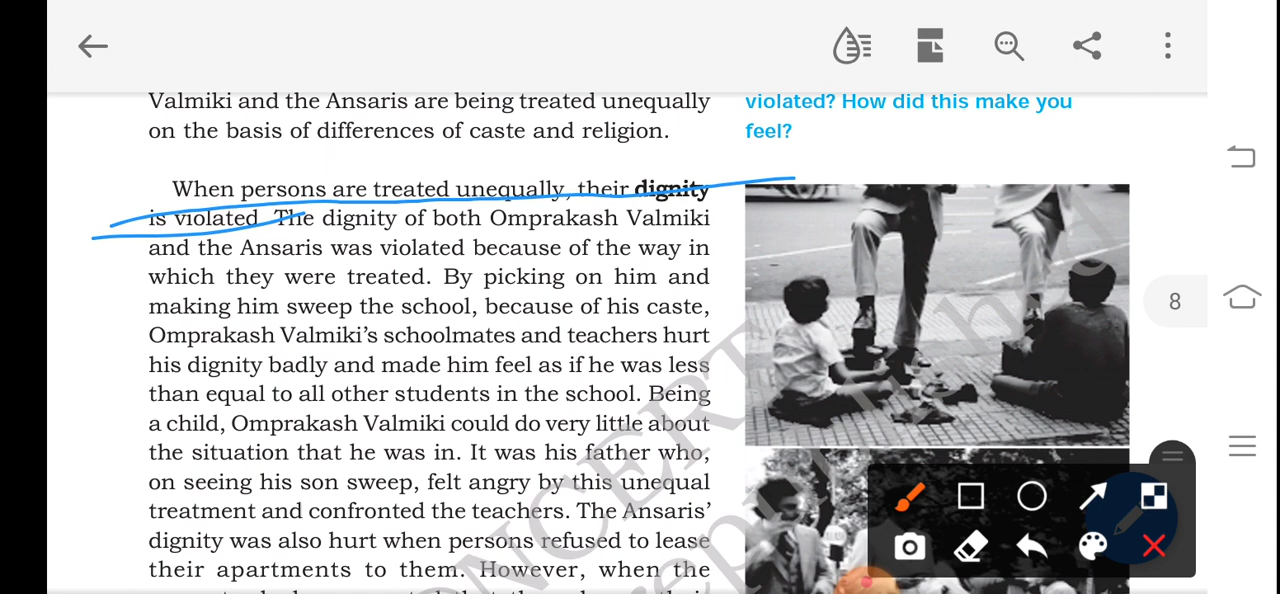 Valmiki and the Ansaris are being treated unequally
on the basis of differences of caste and religion.
When persons are treated unequally, their dignity
is violated. The dignity of both Omprakash Valmiki
and the Ansaris was violated because of the way in
which they were treated. By picking on him and
making him sweep the school, because of his caste,
Omprakash Valmiki's schoolmates and teachers hurt
his dignity badly and made him feel as if he was less
than equal to all other students in the school. Being
a child, Omprakash Valmiki could do very little about
the situation that he was in. It was his father who,
on seeing his son sweep, felt angry by this unequal
treatment and confronted the teachers. The Ansaris'
dignity was also hurt when persons refused to lease
their apartments to them. However, when the
violated? How did this make you
feel?
8